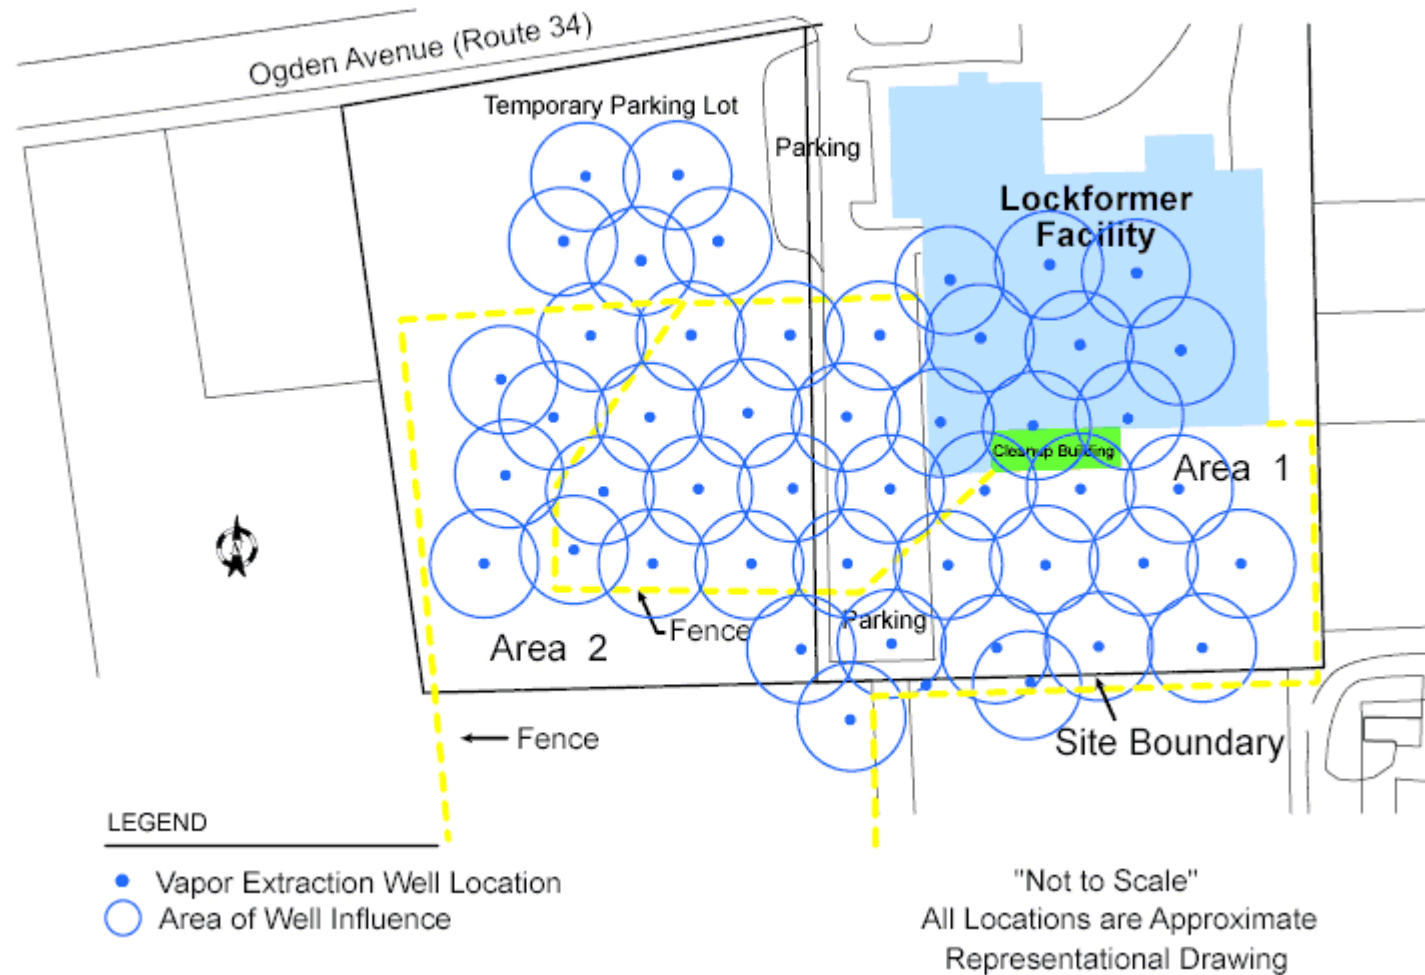 Ogden Avenue (Route 34)
Temporary Parking Lot
Parking
Lockformer
Facility
Cleanup Building
Area 1
Parking
Fence
Area 2
Fence
Site Boundary
LEGEND
Vapor Extraction Well Location
Area of Well Influence
"Not to Scale"
All Locations are Approximate
Representational Drawing